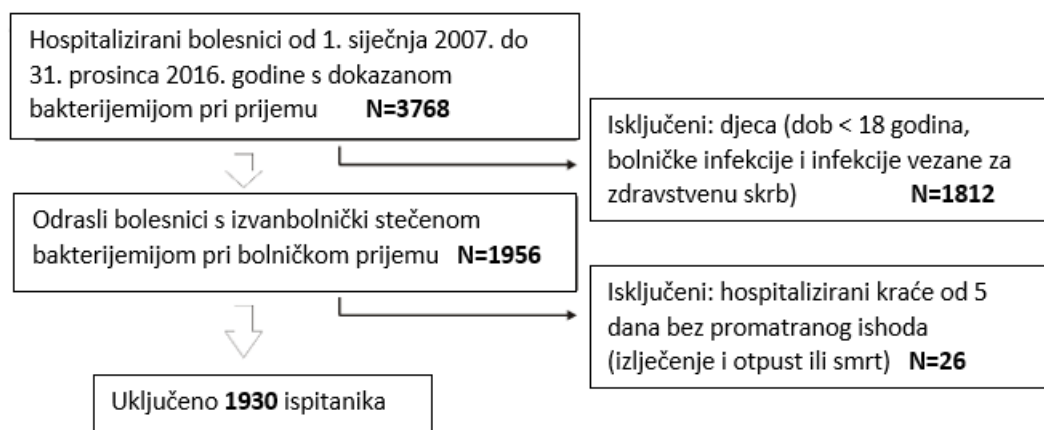 Hospitalizirani bolesnici od 1. siječnja 2007. do
31. prosinca 2016. godine s dokazanom
bakterijemijom pri prijemu N=3768
Isključeni: djeca (dob < 18 godina,
bolničke infekcije i infekcije vezane za
zdravstvenu skrb) N=1812
Odrasli bolesnici s izvanbolnički stečenom
bakterijemijom pri bolničkom prijemu N=1956
Isključeni: hospitalizirani kraće od 5
dana bez promatranog ishoda
(izlječenje i otpust ili smrt) N=26
Uključeno 1930 ispitanika